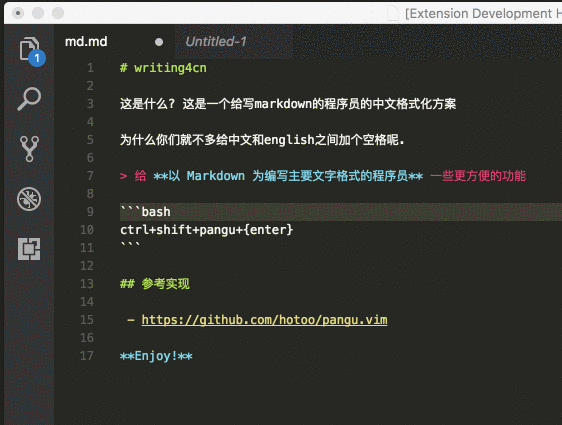 [Extension Development H
md.md
Untitled-1
1
1 # writing4cn
2
3 这是什么? 这是一个给写markdown的程序员的中文格式化方案
4
5 为什么你们就不多给中文和english之间加个空格呢.
6
7 > 给 **以 Markdown 为编写主要文字格式的程序员** 一些更方便的功能
8
9 ```bash
10 ctrl+shift+pangu+{enter}
11 ```
12
13 ## 参考实现
14
15 - https://github.com/hotoo/pangu.vim
16
17 **Enjoy!**